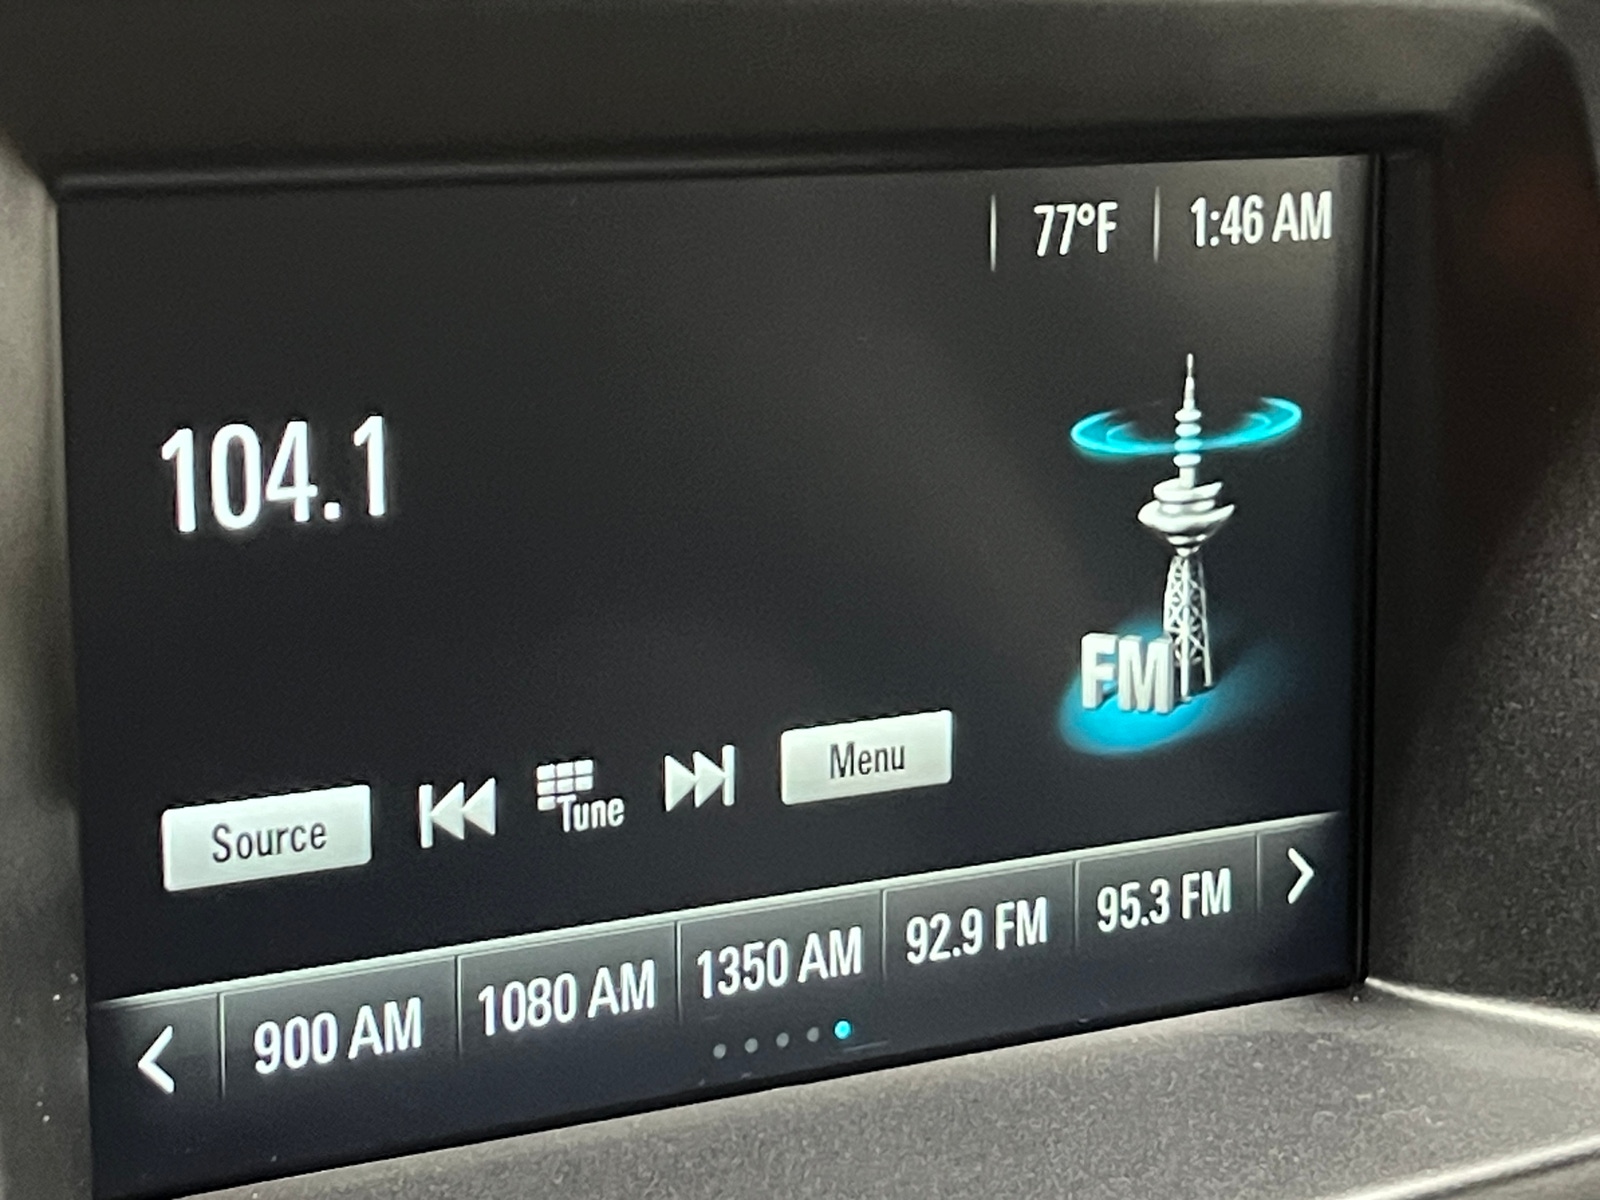 77°F 1:46 AM
104.1
FM
Source Tune Menu
900 AM 1080 AM 1350 AM 92.9 FM 95.3 FM